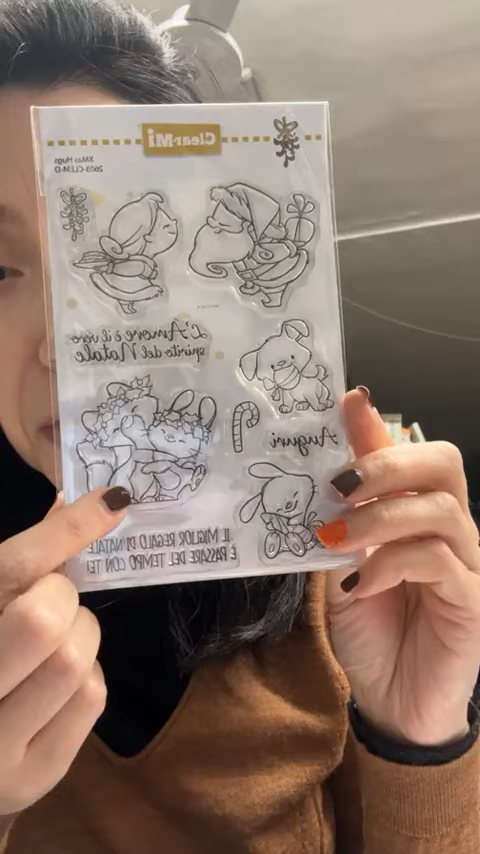 Clear-Mi
XMas Hugs
2603-CLEM-D
L'Amore è il vero
spirito del Natale
Auguri
IL MIGLIOR REGALO DI NATALE
È PASSARE DEL TEMPO CON TE!